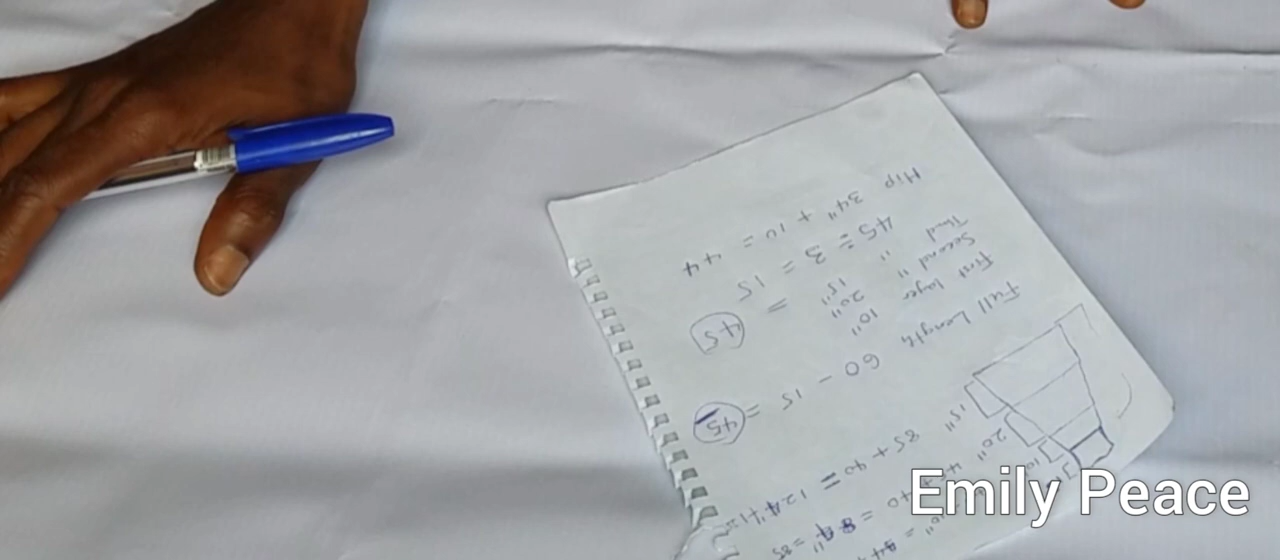 20"
15"
85 + 40 = 124+1=
Full Length 60 - 15 = 45
First layer 10"
Second " 20" = 45
Third " 15"
45 ÷ 3 = 15
Hip 34" + 10 = 44
Emily Peace